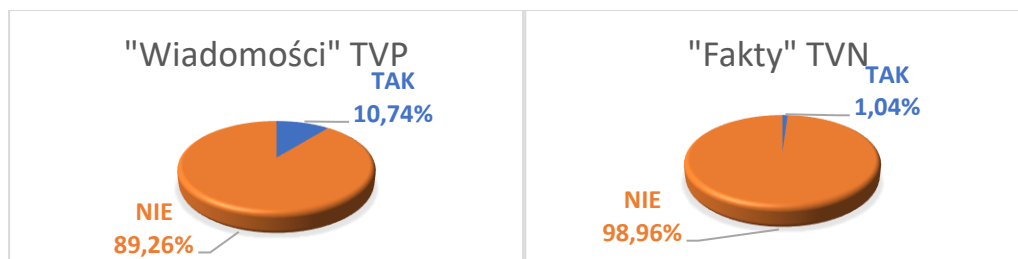 "Wiadomości" TVP
TAK
10,74%
NIE
89,26%
"Fakty" TVN
TAK
1,04%
NIE
98,96%